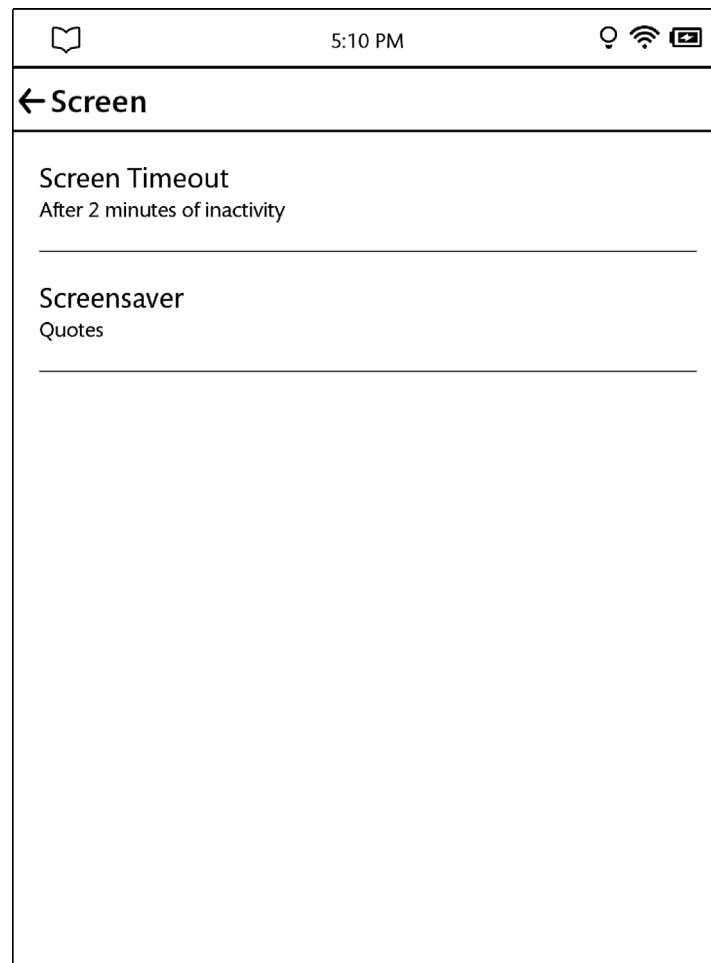 5:10 PM
Screen
Screen Timeout
After 2 minutes of inactivity
Screensaver
Quotes